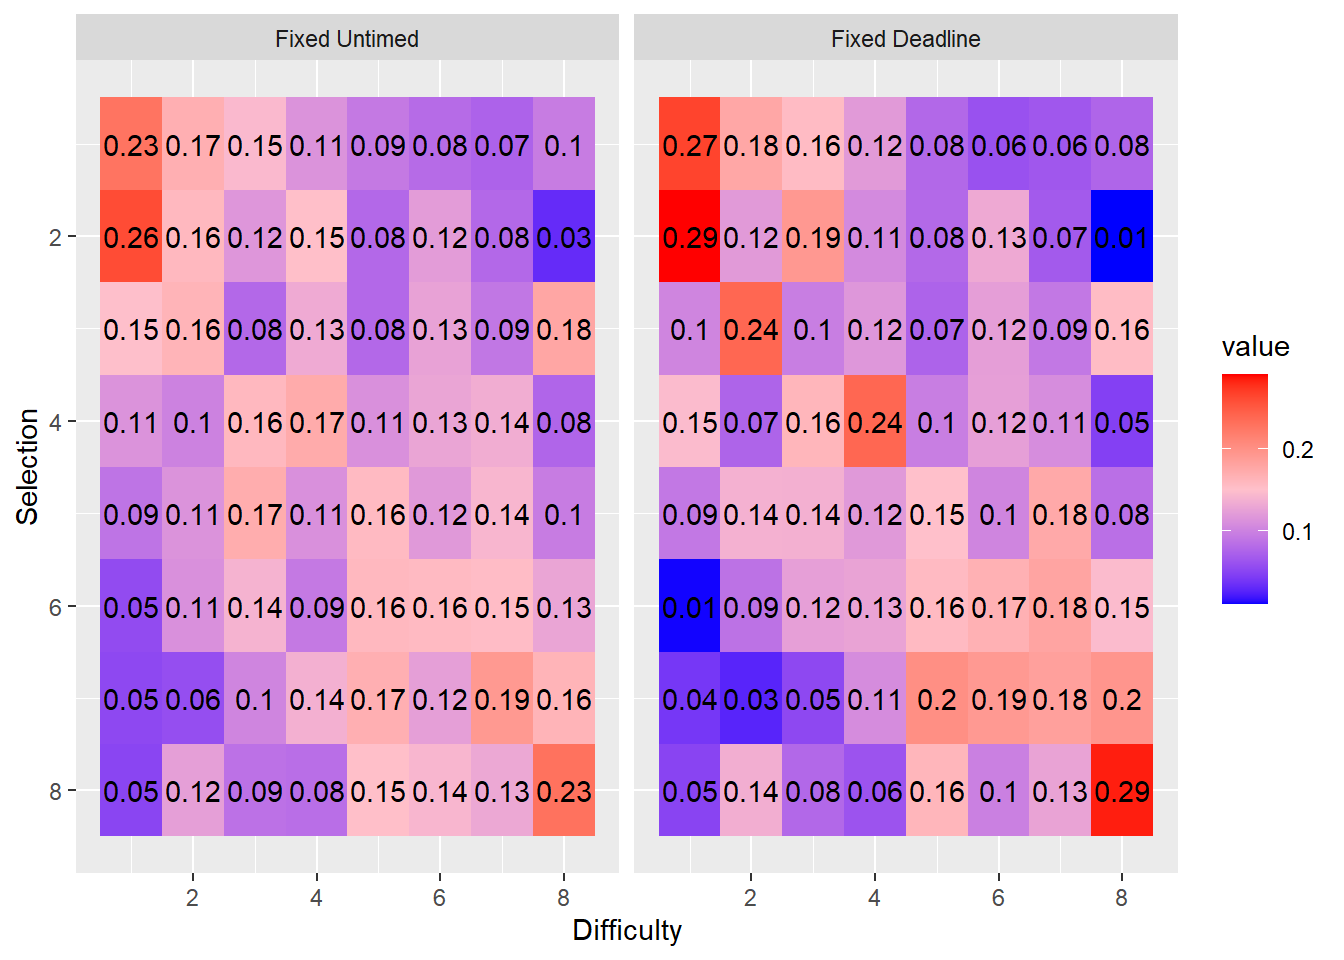 Fixed Untimed Fixed Deadline
0.23 0.17 0.15 0.11 0.09 0.08 0.07 0.1 0.27 0.18 0.16 0.12 0.08 0.06 0.06 0.08
2 0.26 0.16 0.12 0.15 0.08 0.12 0.08 0.03 0.29 0.12 0.19 0.11 0.08 0.13 0.07 0.01
0.15 0.16 0.08 0.13 0.08 0.13 0.09 0.18 0.1 0.24 0.1 0.12 0.07 0.12 0.09 0.16
value
4 0.11 0.1 0.16 0.17 0.11 0.13 0.14 0.08 0.15 0.07 0.16 0.24 0.1 0.12 0.11 0.05
0.2
Selection
0.09 0.11 0.17 0.11 0.16 0.12 0.14 0.1 0.09 0.14 0.14 0.12 0.15 0.1 0.18 0.08
0.1
6 0.05 0.11 0.14 0.09 0.16 0.16 0.15 0.13 0.01 0.09 0.12 0.13 0.16 0.17 0.18 0.15
0.05 0.06 0.1 0.14 0.17 0.12 0.19 0.16 0.04 0.03 0.05 0.11 0.2 0.19 0.18 0.2
8 0.05 0.12 0.09 0.08 0.15 0.14 0.13 0.23 0.05 0.14 0.08 0.06 0.16 0.1 0.13 0.29
2 4 6 8 2 4 6 8
Difficulty